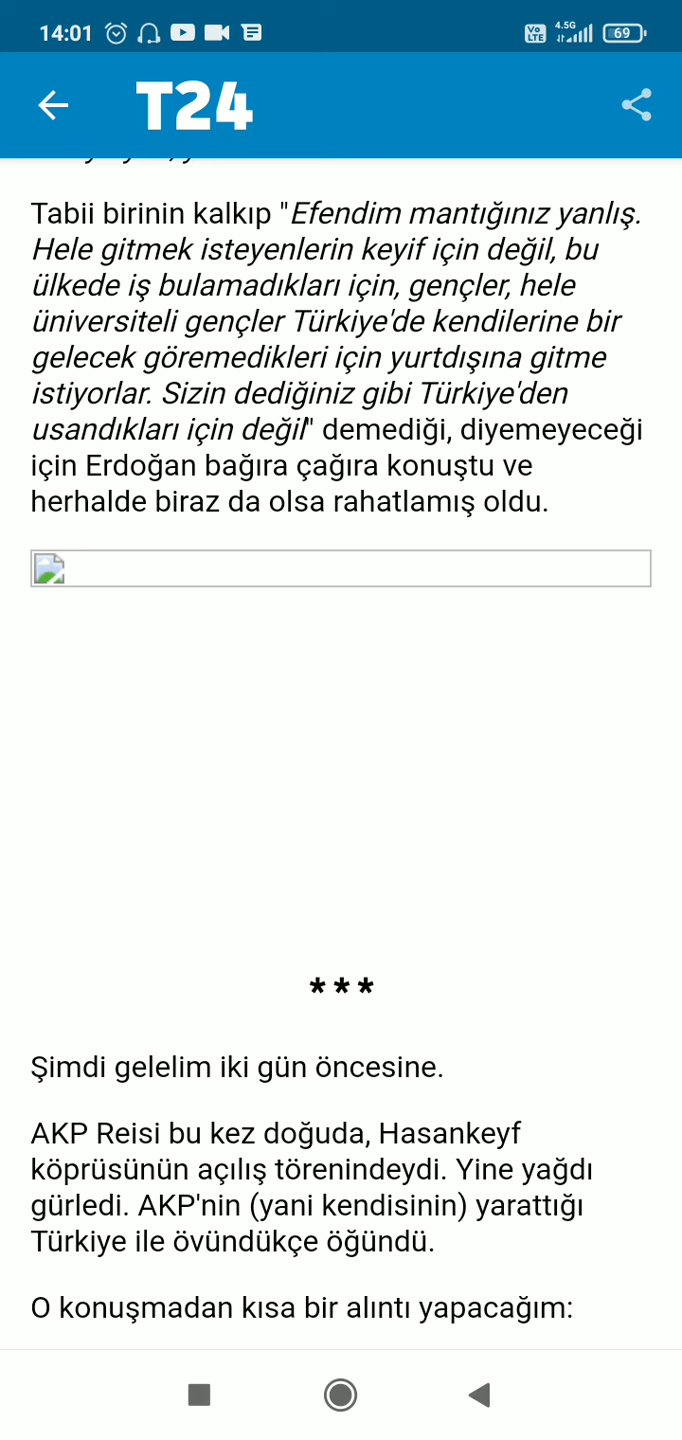 14:01
Vo LTE
4.5G
69
T24
Tabii birinin kalkıp "Efendim mantığınız yanlış.
Hele gitmek isteyenlerin keyif için değil, bu
ülkede iş bulamadıkları için, gençler, hele
üniversiteli gençler Türkiye'de kendilerine bir
gelecek göremedikleri için yurtdışına gitme
istiyorlar. Sizin dediğiniz gibi Türkiye'den
usandıkları için değil" demediği, diyemeyeceği
için Erdoğan bağıra çağıra konuştu ve
herhalde biraz da olsa rahatlamış oldu.
***
Şimdi gelelim iki gün öncesine.
AKP Reisi bu kez doğuda, Hasankeyf
köprüsünün açılış törenindeydi. Yine yağdı
gürledi. AKP'nin (yani kendisinin) yarattığı
Türkiye ile övündükçe öğündü.
O konuşmadan kısa bir alıntı yapacağım: